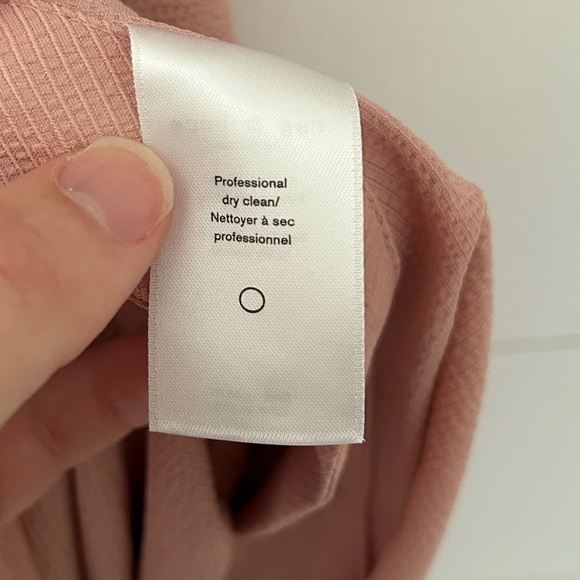 Professional
dry clean/
Nettoyer à sec
professionnel